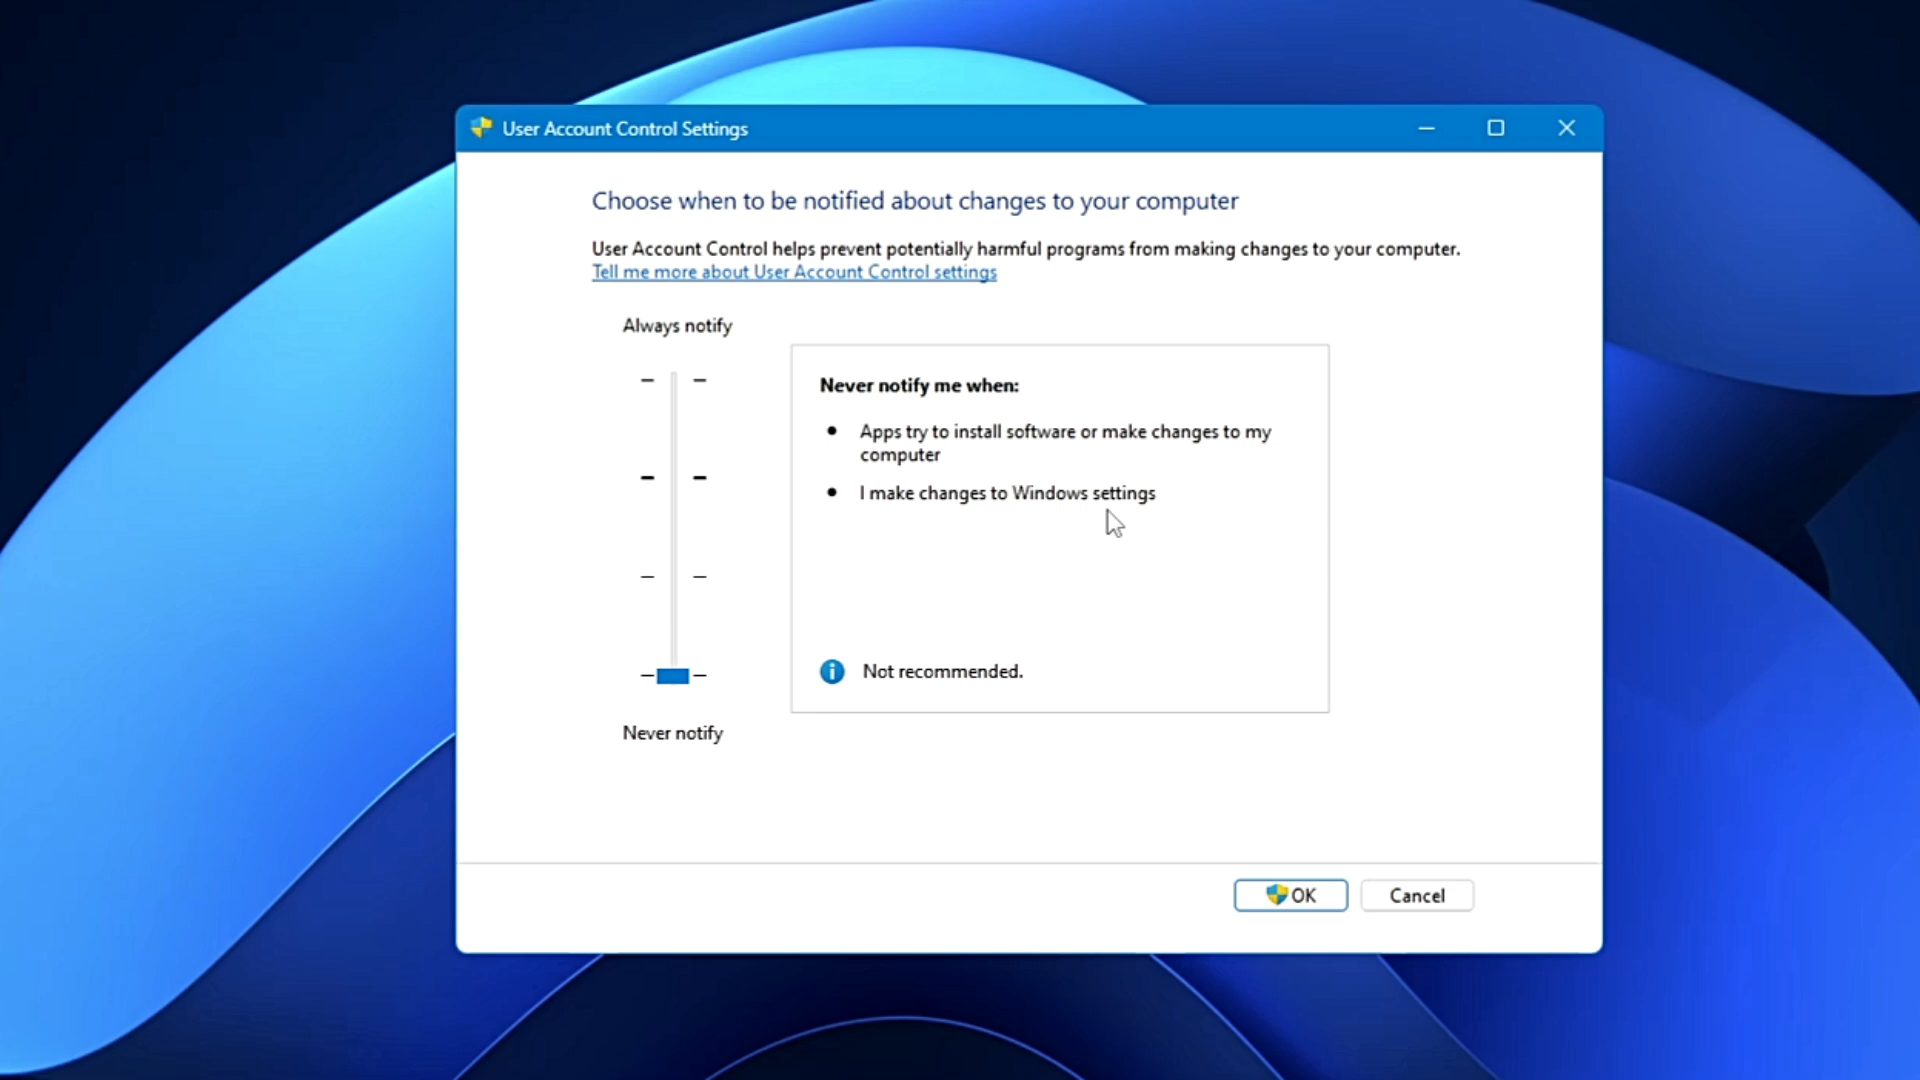 User Account Control Settings
Choose when to be notified about changes to your computer
User Account Control helps prevent potentially harmful programs from making changes to your computer.
Tell me more about User Account Control settings
Always notify
Never notify me when:
Apps try to install software or make changes to my
computer
I make changes to Windows settings
Not recommended.
Never notify
OK
Cancel